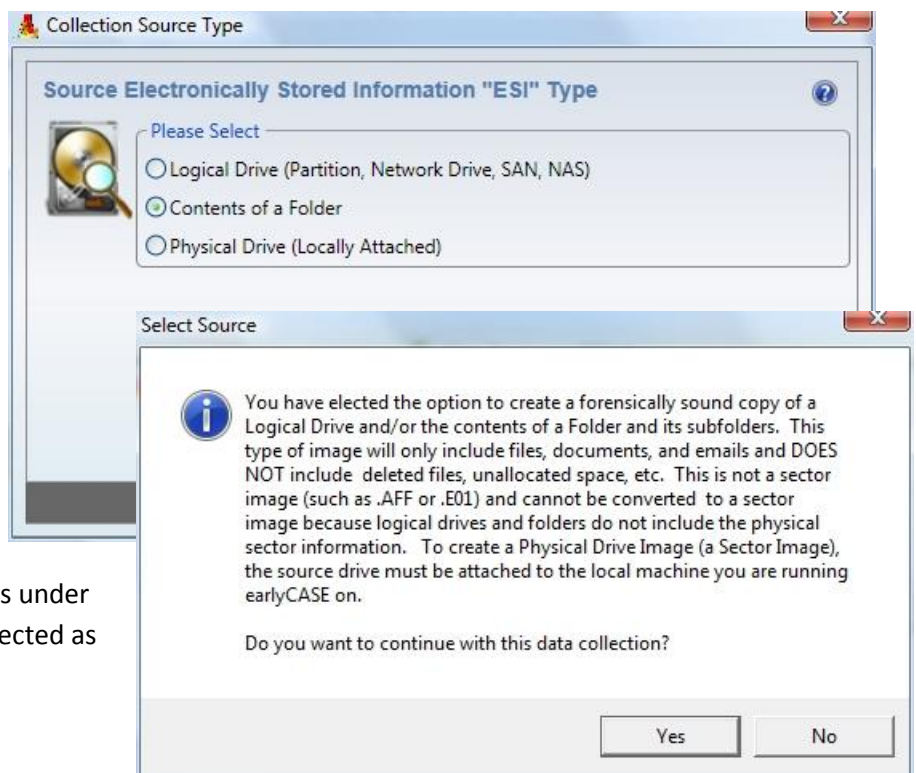 Collection Source Type
Source Electronically Stored Information "ESI" Type
Please Select
Logical Drive (Partition, Network Drive, SAN, NAS)
Contents of a Folder
Physical Drive (Locally Attached)
Select Source
You have elected the option to create a forensically sound copy of a
Logical Drive and/or the contents of a Folder and its subfolders. This
type of image will only include files, documents, and emails and DOES
NOT include deleted files, unallocated space, etc. This is not a sector
image (such as .AFF or .E01) and cannot be converted to a sector
image because logical drives and folders do not include the physical
sector information. To create a Physical Drive Image (a Sector Image),
the source drive must be attached to the local machine you are running
earlyCASE on.
Do you want to continue with this data collection?
Yes No
s under
ected as